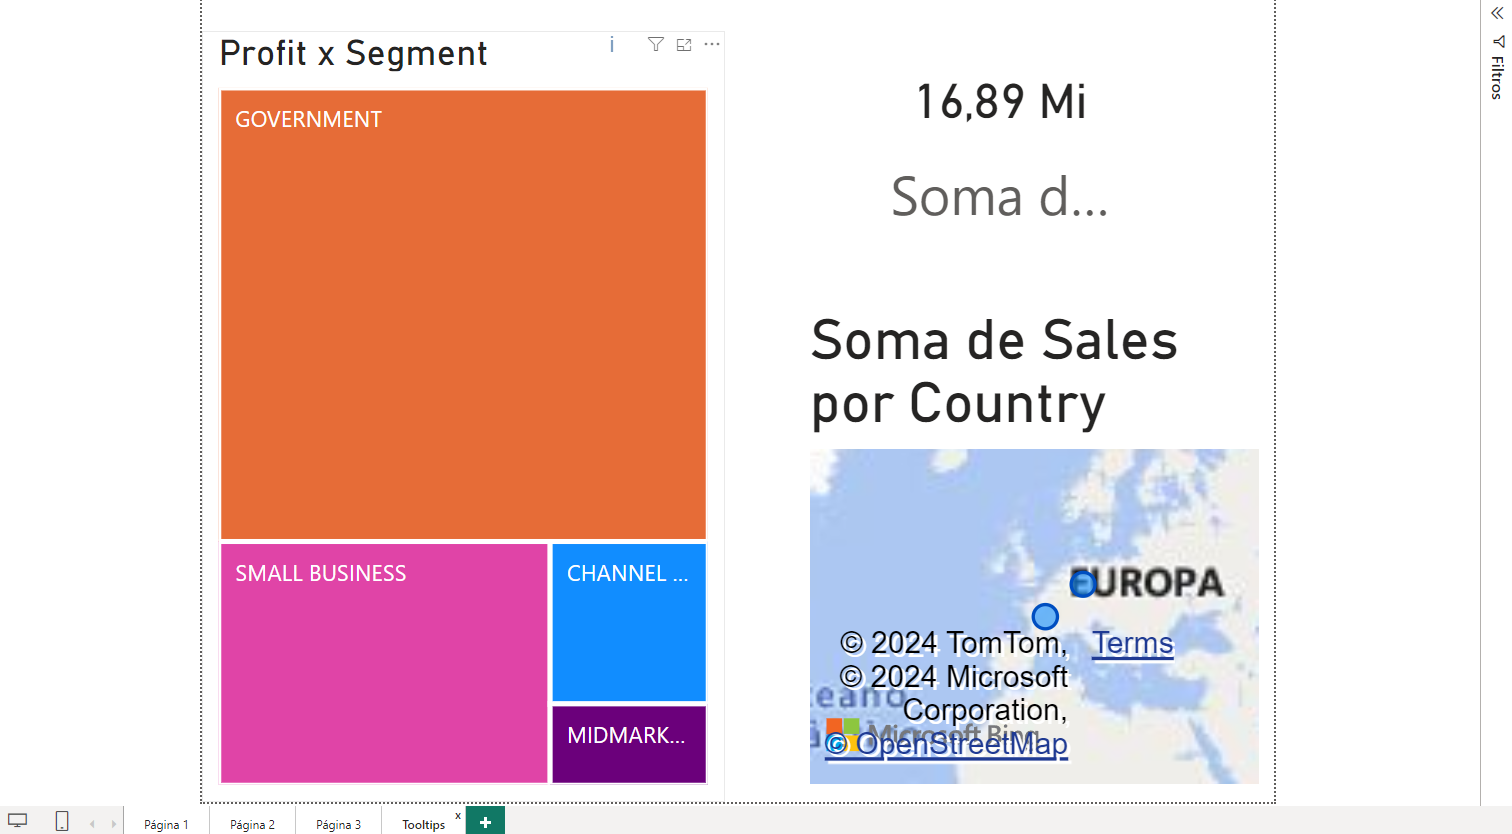 Profit x Segment
GOVERNMENT
SMALL BUSINESS
CHANNEL ...
MIDMARK...
16,89 Mi
Soma d...
Soma de Sales
por Country
EUROPA
© 2024 TomTom, Terms
© 2024 Microsoft
Corporation,
© OpenStreetMap
Microsoft Bing
Filtros
Página 1
Página 2
Página 3
Tooltips
x
+